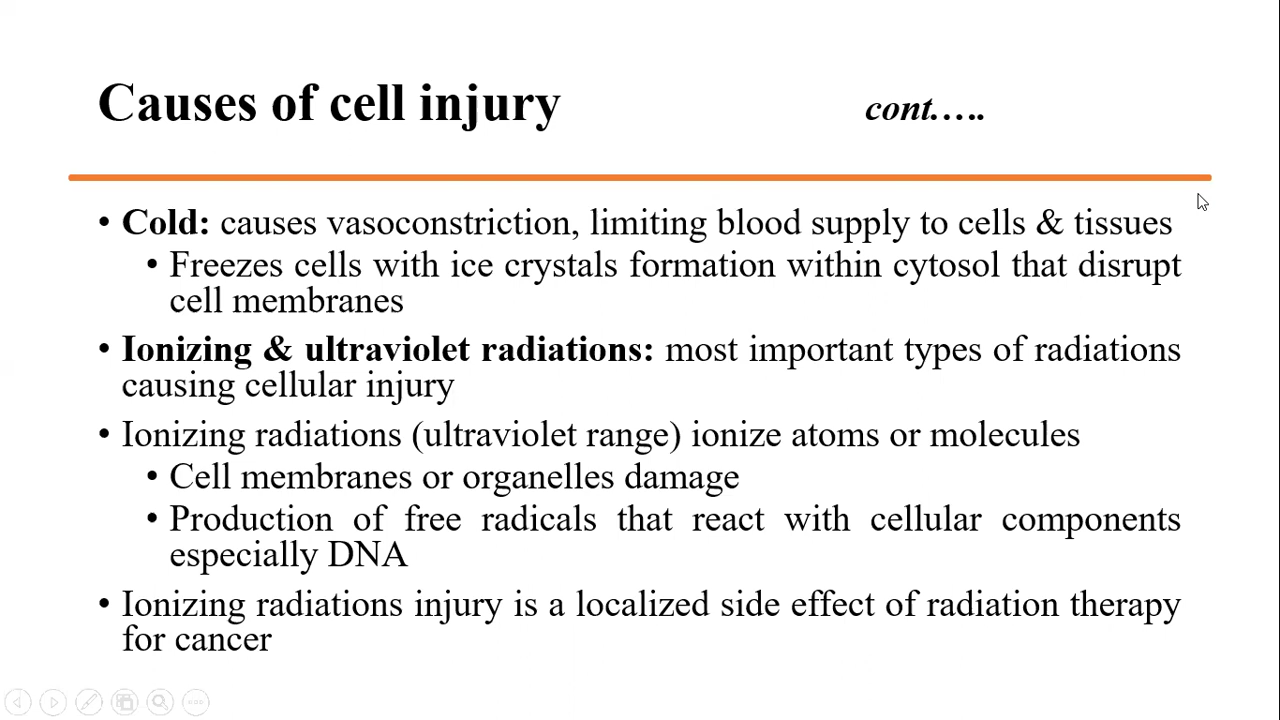 Causes of cell injury cont.….
• Cold: causes vasoconstriction, limiting blood supply to cells & tissues
• Freezes cells with ice crystals formation within cytosol that disrupt
cell membranes
• Ionizing & ultraviolet radiations: most important types of radiations
causing cellular injury
• Ionizing radiations (ultraviolet range) ionize atoms or molecules
• Cell membranes or organelles damage
• Production of free radicals that react with cellular components
especially DNA
• Ionizing radiations injury is a localized side effect of radiation therapy
for cancer